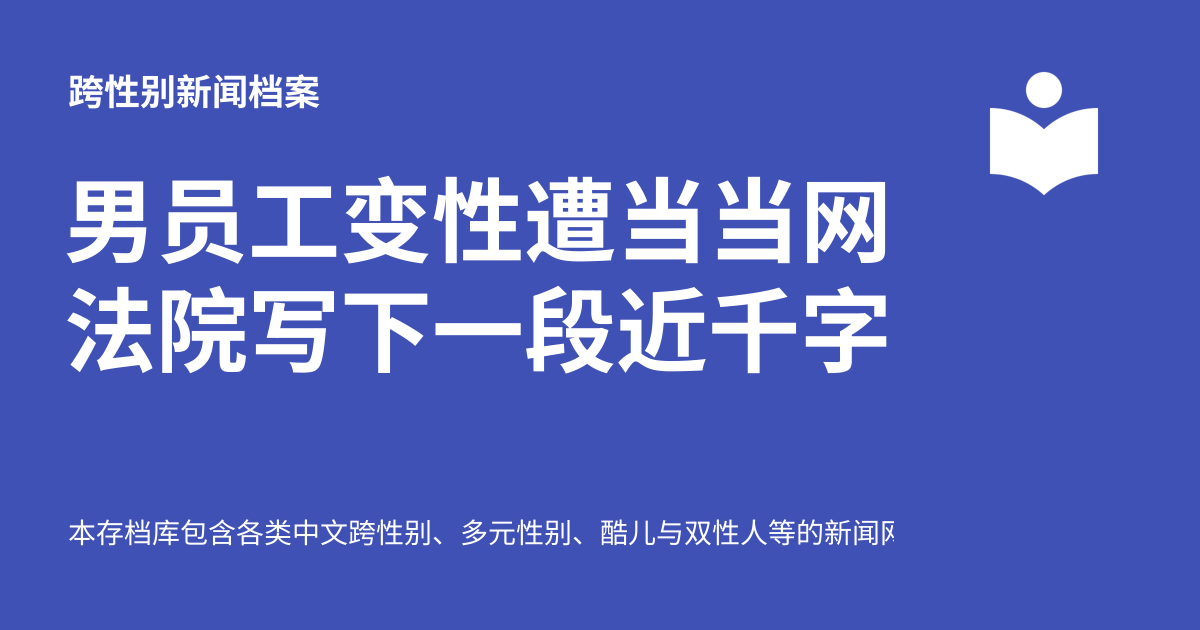 跨性别新闻档案
男员工变性遭当当网
法院写下一段近千字
本存档库包含各类中文跨性别、多元性别、酷儿与双性人等的新闻